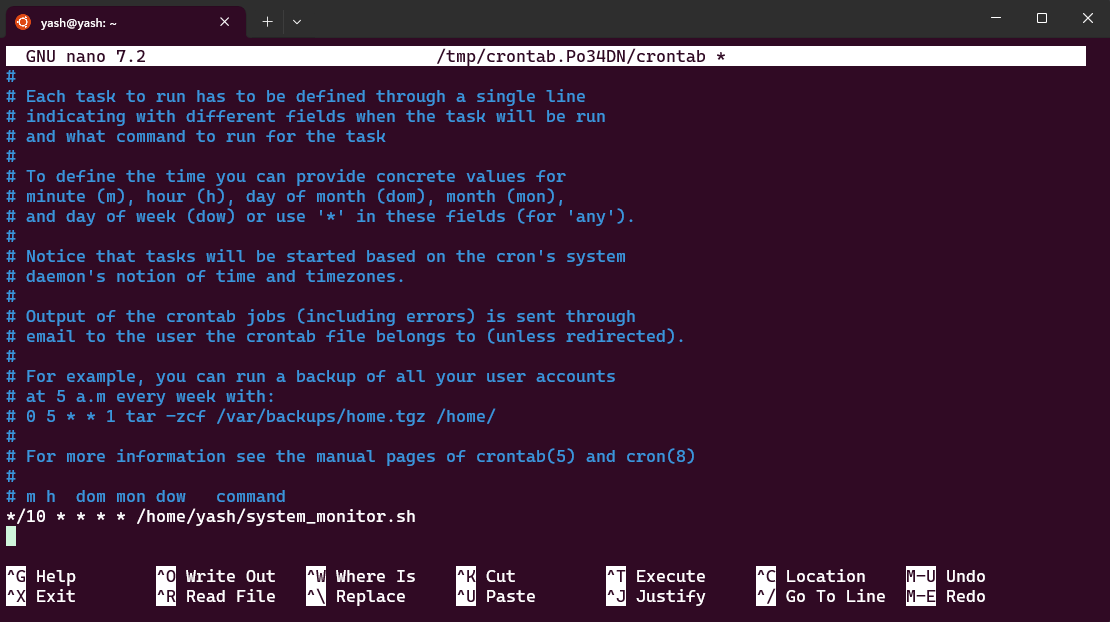 yash@yash: ~
GNU nano 7.2 /tmp/crontab.Po34DN/crontab *
#
# Each task to run has to be defined through a single line
# indicating with different fields when the task will be run
# and what command to run for the task
#
# To define the time you can provide concrete values for
# minute (m), hour (h), day of month (dom), month (mon),
# and day of week (dow) or use '*' in these fields (for 'any').
#
# Notice that tasks will be started based on the cron's system
# daemon's notion of time and timezones.
#
# Output of the crontab jobs (including errors) is sent through
# email to the user the crontab file belongs to (unless redirected).
#
# For example, you can run a backup of all your user accounts
# at 5 a.m every week with:
# 0 5 * * 1 tar -zcf /var/backups/home.tgz /home/
#
# For more information see the manual pages of crontab(5) and cron(8)
#
# m h  dom mon dow   command
*/10 * * * * /home/yash/system_monitor.sh
^G Help ^O Write Out ^W Where Is ^K Cut ^T Execute ^C Location M-U Undo
^X Exit ^R Read File ^\ Replace ^U Paste ^J Justify ^/ Go To Line M-E Redo